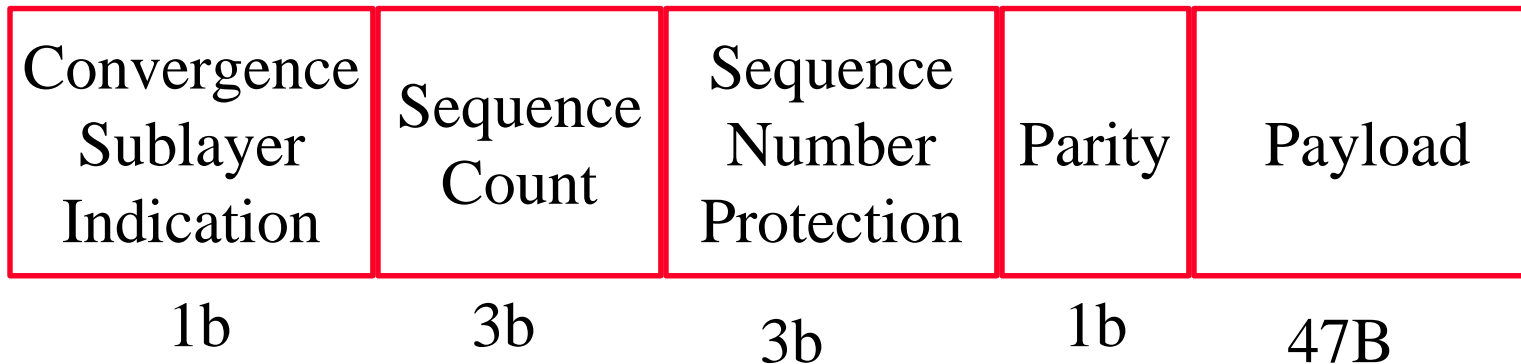 Convergence
Sublayer
Indication
Sequence
Count
Sequence
Number
Protection
Parity
Payload
1b
3b
3b
1b
47B